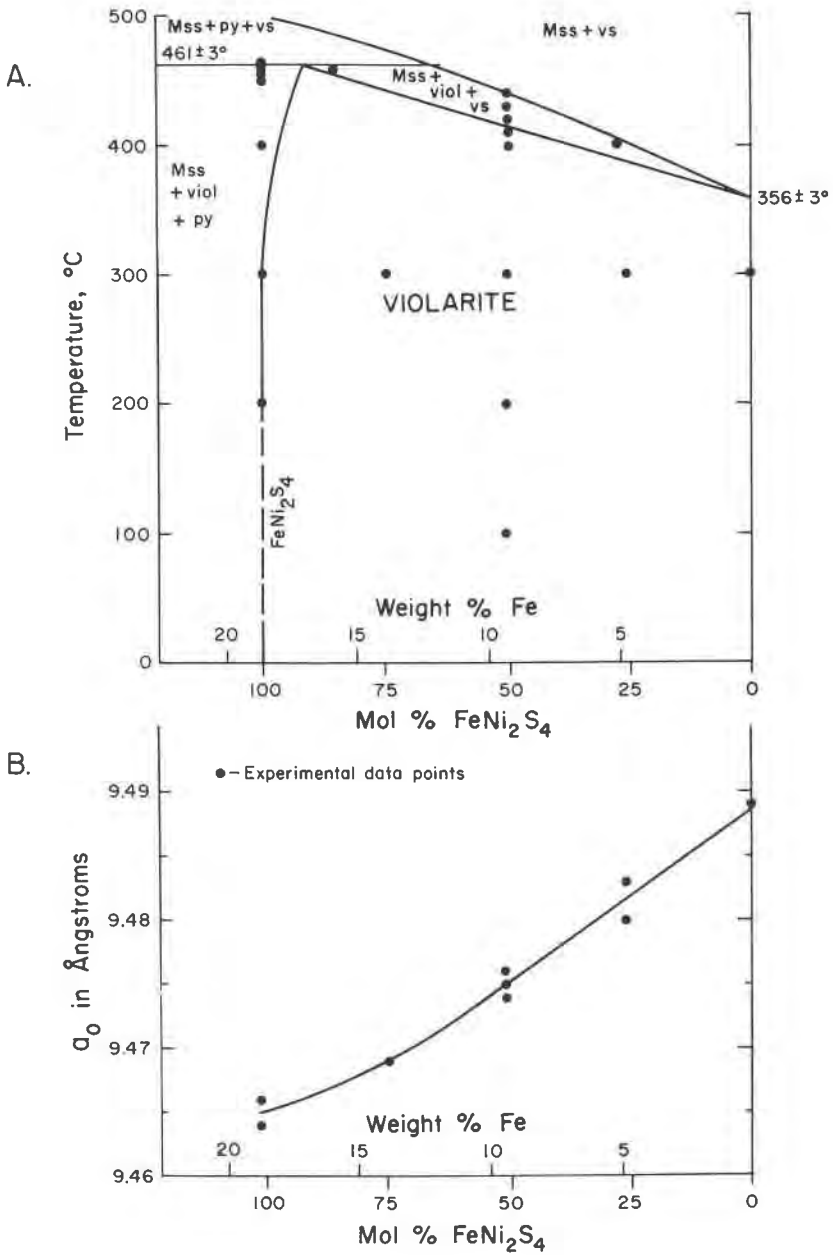 A.
Temperature, °C
500
400
300
200
100
0
Mss+py+vs
461±3°
Mss+vs
Mss+
viol+
vs
Mss
+viol
+ py
356±3°
VIOLARITE
FeNi₂S₄
Weight % Fe
20 15 10 5
100 75 50 25 0
Mol % FeNi₂S₄
B.
●-Experimental data points
a₀ in Ångstroms
9.49
9.48
9.47
9.46
Weight % Fe
20 15 10 5
100 75 50 25 0
Mol % FeNi₂S₄